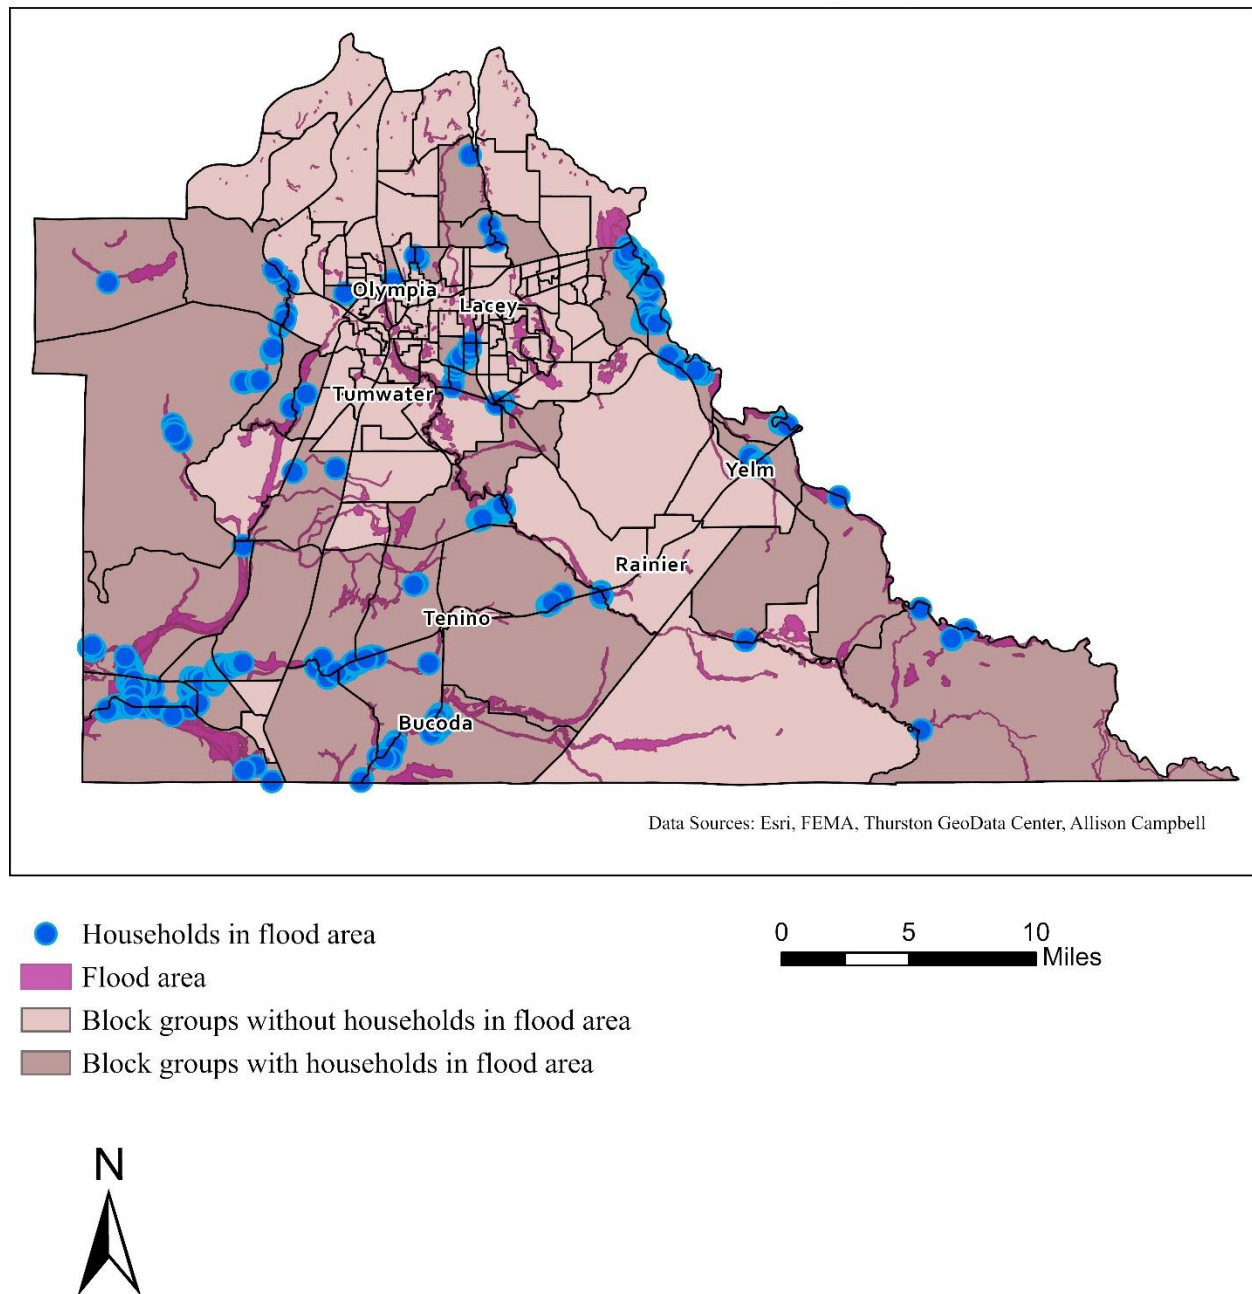 Olympia
Lacey
Tumwater
Yelm
Rainier
Tenino
Bucoda
Data Sources: Esri, FEMA, Thurston GeoData Center, Allison Campbell
Households in flood area
Flood area
Block groups without households in flood area
Block groups with households in flood area
0 5 10
Miles
N